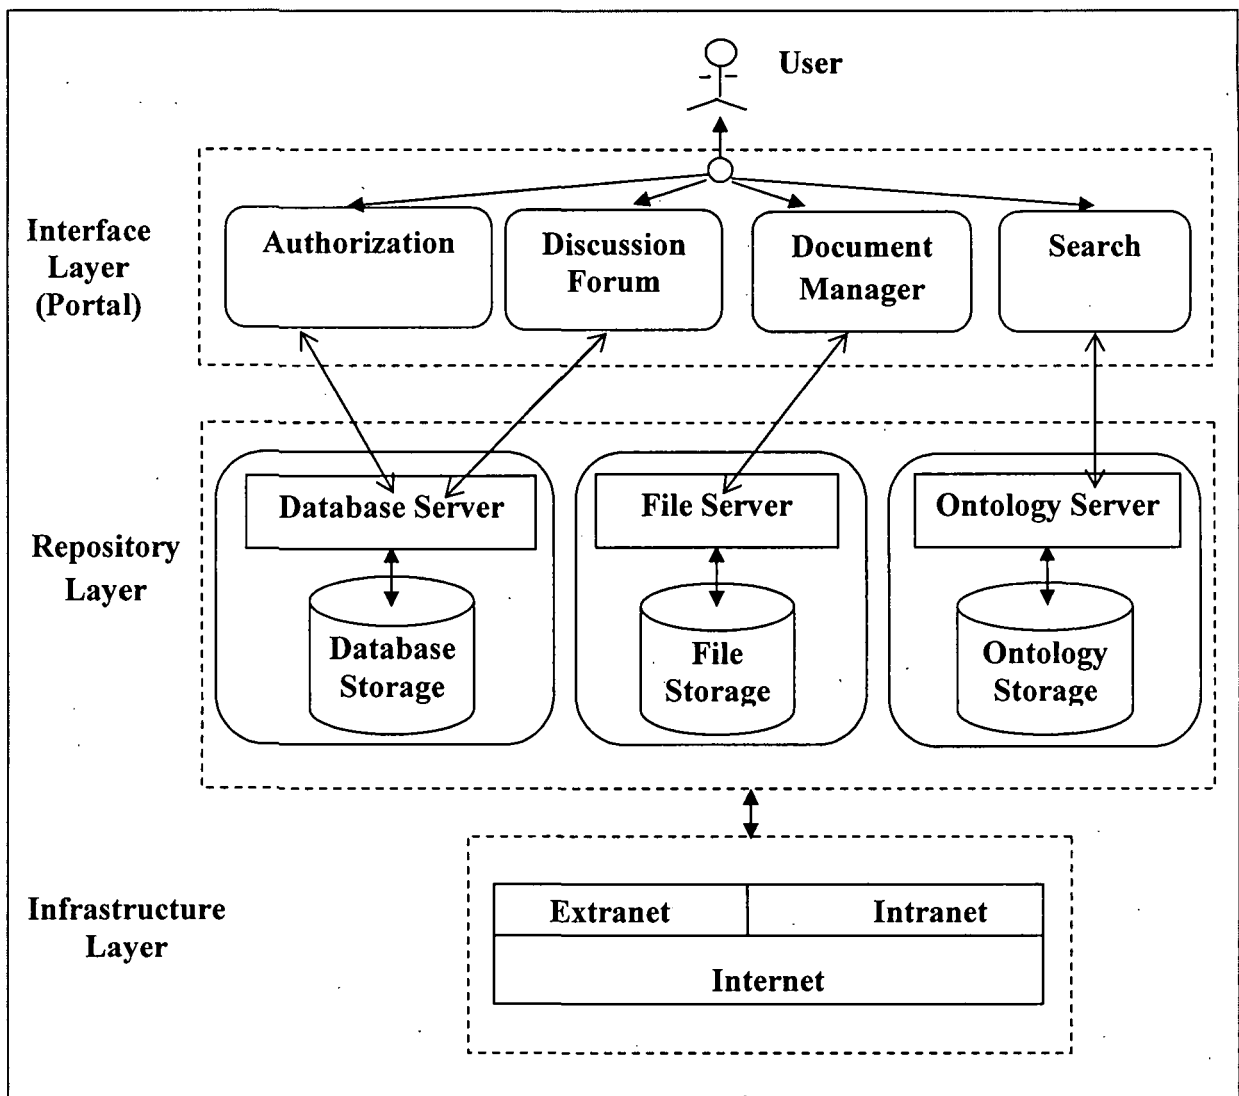 User
Interface
Layer
(Portal)
Authorization
Discussion
Forum
Document
Manager
Search
Repository
Layer
Database Server
File Server
Ontology Server
Database
Storage
File
Storage
Ontology
Storage
Infrastructure
Layer
Extranet
Intranet
Internet